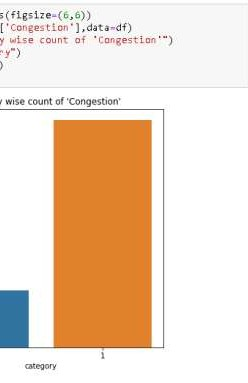 s(figsize=(6,6))
['Congestion'],data=df)
y wise count of 'Congestion'")
ry")
)
y wise count of 'Congestion'
1
category